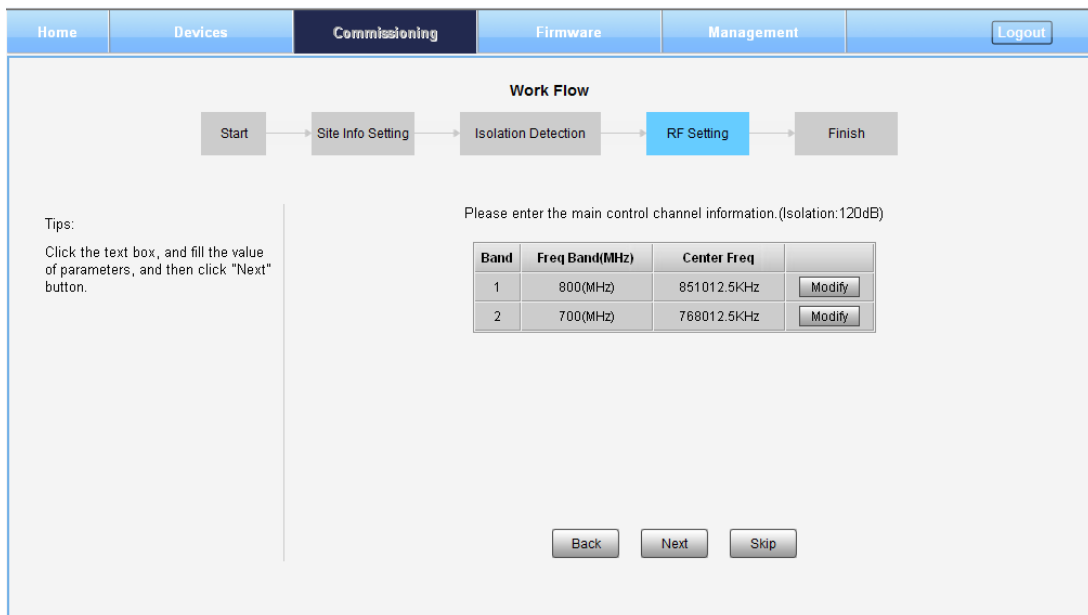 Home Devices Commissioning Firmware Management Logout
Work Flow
Start Site Info Setting Isolation Detection RF Setting Finish
Tips:
Click the text box, and fill the value
of parameters, and then click "Next"
button.
Please enter the main control channel information.(Isolation:120dB)
Band Freq Band(MHz) Center Freq
1 800(MHz) 851012.5KHz Modify
2 700(MHz) 768012.5KHz Modify
Back Next Skip